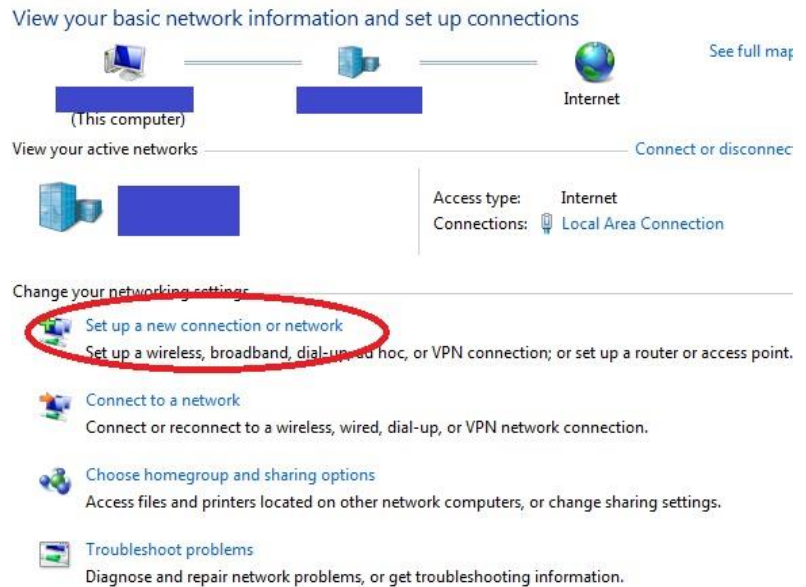 View your basic network information and set up connections
See full map
(This computer)
Internet
View your active networks
Connect or disconnect
Access type: Internet
Connections: Local Area Connection
Change your networking settings
Set up a new connection or network
Set up a wireless, broadband, dial-up, ad hoc, or VPN connection; or set up a router or access point.
Connect to a network
Connect or reconnect to a wireless, wired, dial-up, or VPN network connection.
Choose homegroup and sharing options
Access files and printers located on other network computers, or change sharing settings.
Troubleshoot problems
Diagnose and repair network problems, or get troubleshooting information.